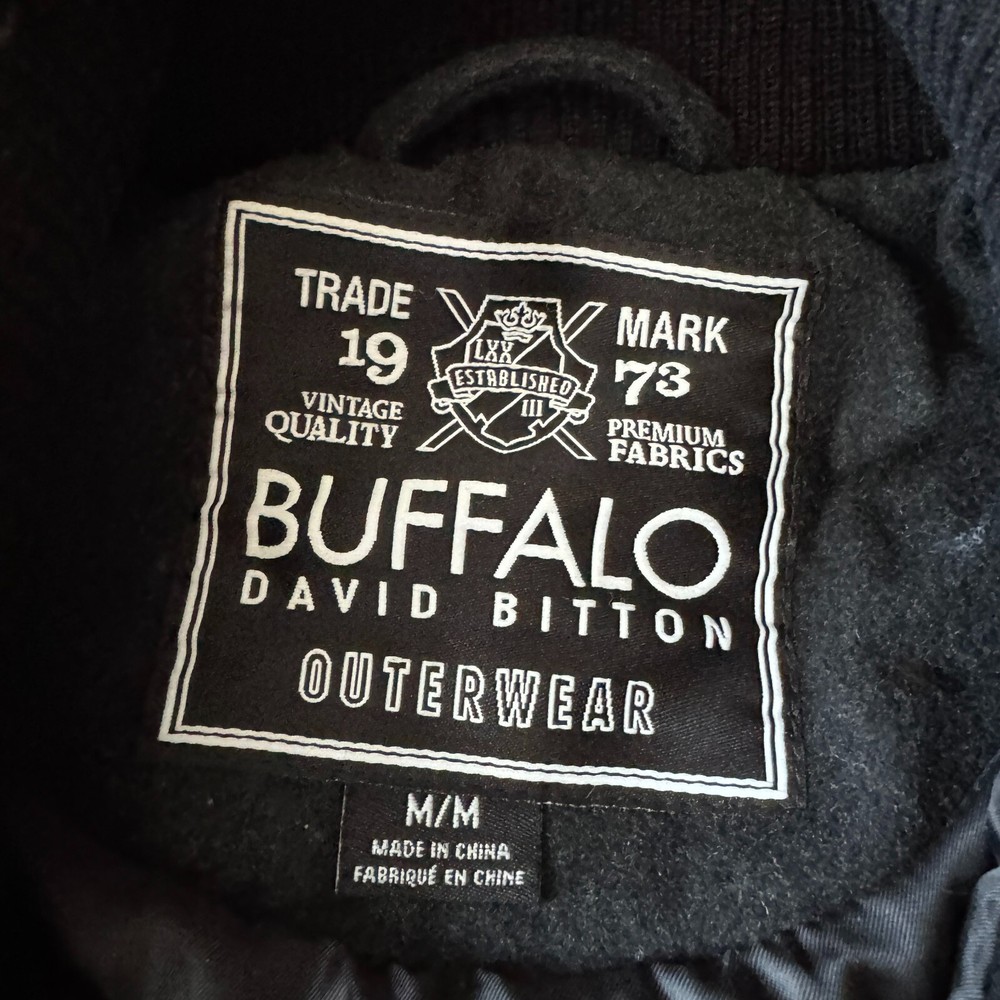 TRADE MARK
19 73
LXX
ESTABLISHED
III
VINTAGE
QUALITY
PREMIUM
FABRICS
BUFFALO
DAVID BITTON
OUTERWEAR
M/M
MADE IN CHINA
FABRIQUÉ EN CHINE